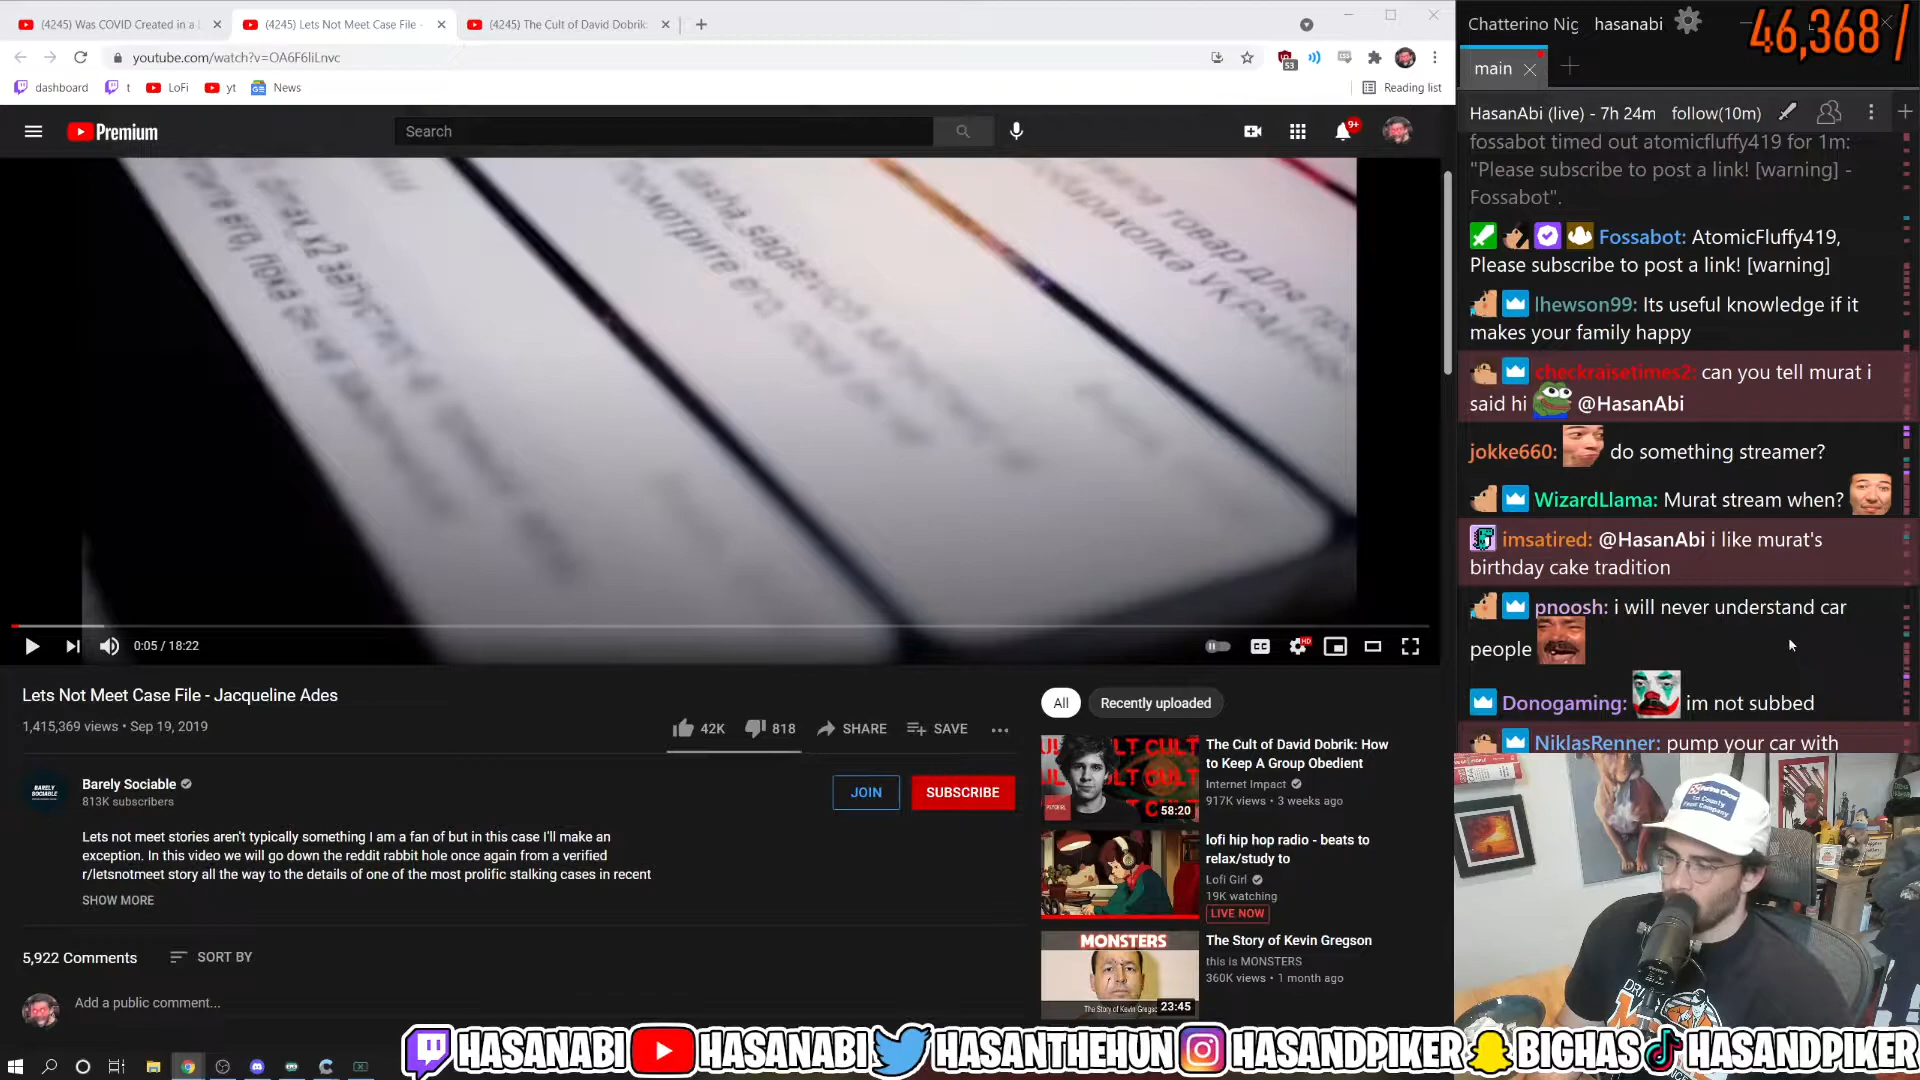 (4245) Was COVID Created in a
(4245) Lets Not Meet Case File -
(4245) The Cult of David Dobrik:
youtube.com/watch?v=OA6F6liLnvc
53
dashboard
t
LoFi
yt
News
Reading list
Premium
Search
9+
dasha_sagaevich
Посмотрите его, пока
товар для
0:05 / 18:22
CC
HD
Lets Not Meet Case File - Jacqueline Ades
1,415,369 views • Sep 19, 2019
42K
818
SHARE
SAVE
BARELY SOCIABLE
Barely Sociable
813K subscribers
JOIN
SUBSCRIBE
Lets not meet stories aren't typically something I am a fan of but in this case I'll make an
exception. In this video we will go down the reddit rabbit hole once again from a verified
r/letsnotmeet story all the way to the details of one of the most prolific stalking cases in recent
SHOW MORE
5,922 Comments
SORT BY
Add a public comment...
All
Recently uploaded
The Cult of David Dobrik: How
to Keep A Group Obedient
Internet Impact
917K views • 3 weeks ago
58:20
lofi hip hop radio - beats to
relax/study to
Lofi Girl
19K watching
LIVE NOW
MONSTERS
The Story of Kevin Gregson
this is MONSTERS
360K views • 1 month ago
23:45
Chatterino Nig
hasanabi
46,368 /
main
HasanAbi (live) - 7h 24m
follow(10m)
fossabot timed out atomicfluffy419 for 1m:
"Please subscribe to post a link! [warning] -
Fossabot".
Fossabot: AtomicFluffy419,
Please subscribe to post a link! [warning]
lhewson99: Its useful knowledge if it
makes your family happy
checkraisetimes2: can you tell murat i
said hi @HasanAbi
jokke660: do something streamer?
WizardLlama: Murat stream when?
imsatired: @HasanAbi i like murat's
birthday cake tradition
pnoosh: i will never understand car
people
Donogaming: im not subbed
NiklasRenner: pump your car with
HASANABI HASANABI HASANTHEHUN HASANDPIKER BIGHAS HASANDPIKER